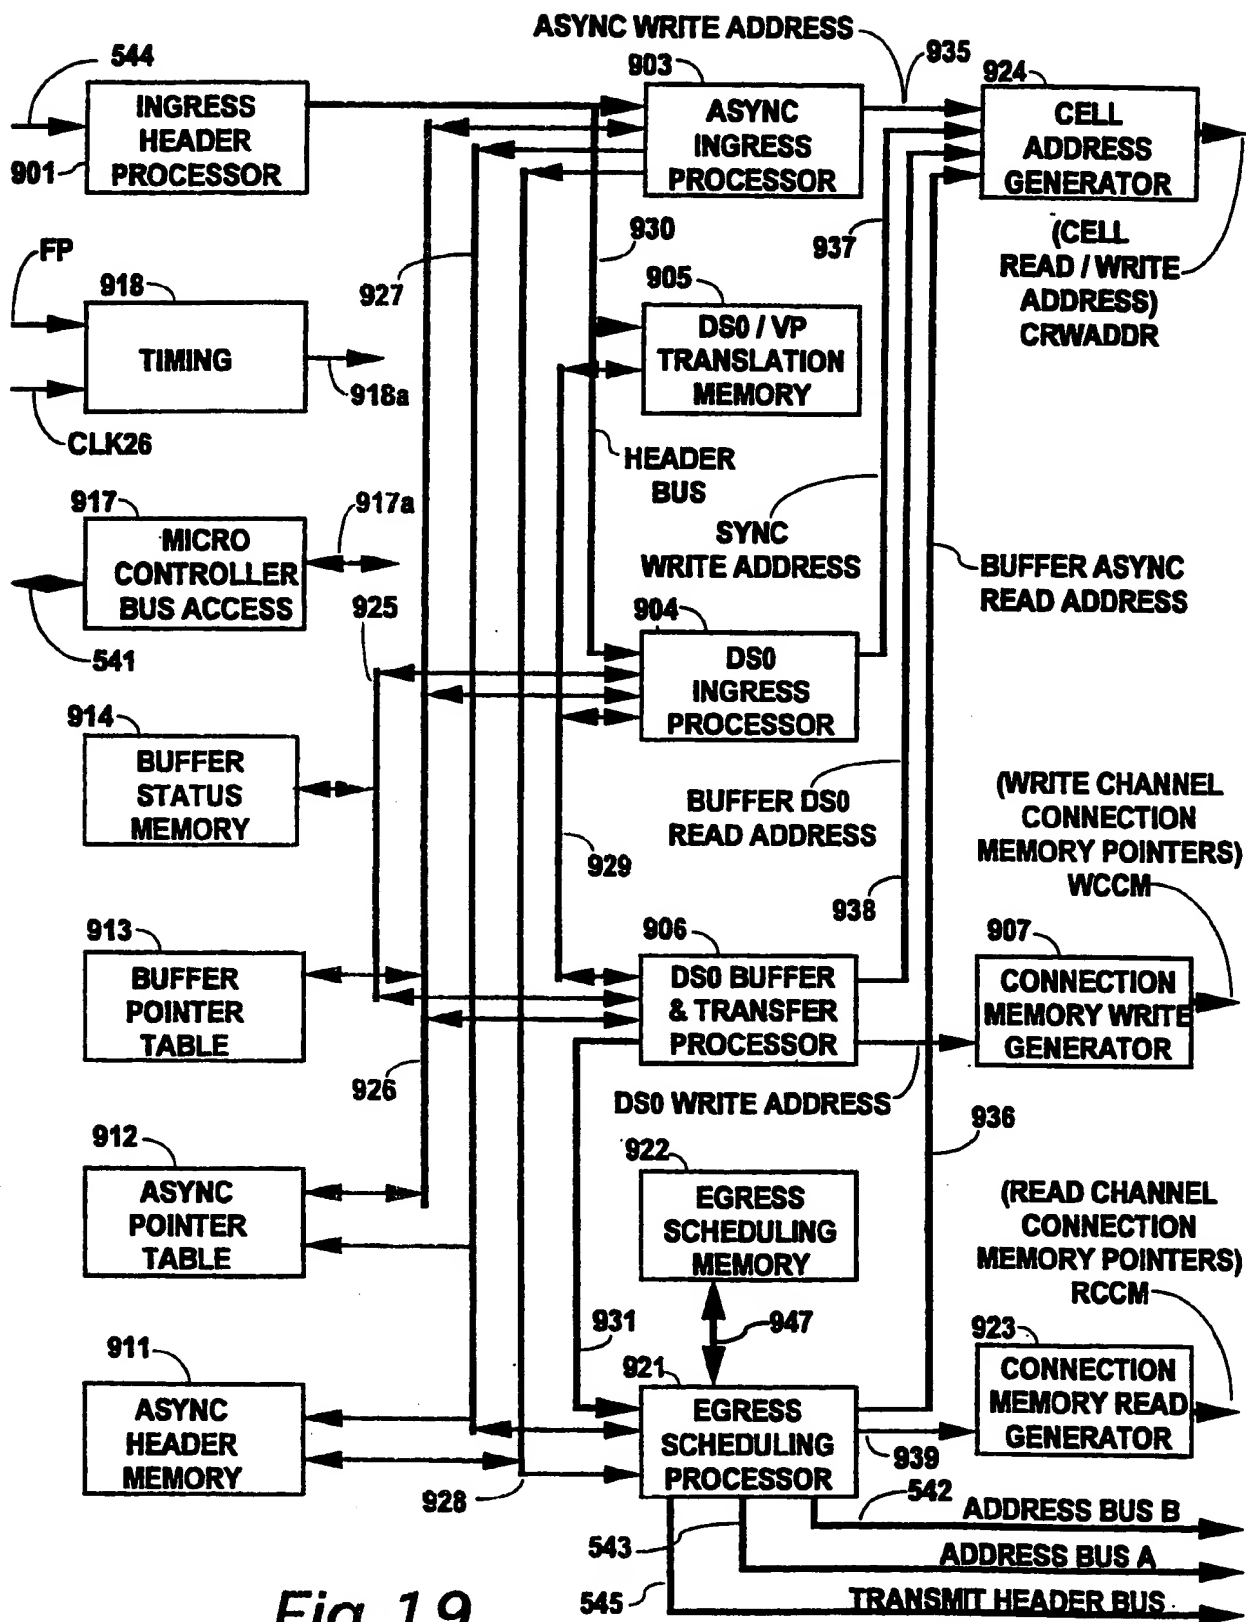 ASYNC WRITE ADDRESS
544
903
935
924
INGRESS
HEADER
PROCESSOR
901
ASYNC
INGRESS
PROCESSOR
CELL
ADDRESS
GENERATOR
FP
918
927
930
937
(CELL
READ / WRITE
ADDRESS)
CRWADDR
905
TIMING
918a
DS0 / VP
TRANSLATION
MEMORY
CLK26
HEADER
BUS
917
917a
MICRO
CONTROLLER
BUS ACCESS
541
SYNC
WRITE ADDRESS
BUFFER ASYNC
READ ADDRESS
925
904
DS0
INGRESS
PROCESSOR
914
BUFFER
STATUS
MEMORY
BUFFER DS0
READ ADDRESS
(WRITE CHANNEL
CONNECTION
MEMORY POINTERS)
WCCM
929
938
913
BUFFER
POINTER
TABLE
906
DS0 BUFFER
& TRANSFER
PROCESSOR
907
CONNECTION
MEMORY WRITE
GENERATOR
926
DS0 WRITE ADDRESS
936
912
ASYNC
POINTER
TABLE
922
EGRESS
SCHEDULING
MEMORY
(READ CHANNEL
CONNECTION
MEMORY POINTERS)
RCCM
931
947
911
ASYNC
HEADER
MEMORY
921
EGRESS
SCHEDULING
PROCESSOR
923
CONNECTION
MEMORY READ
GENERATOR
939
928
542
ADDRESS BUS B
543
ADDRESS BUS A
545
TRANSMIT HEADER BUS
Fig. 19